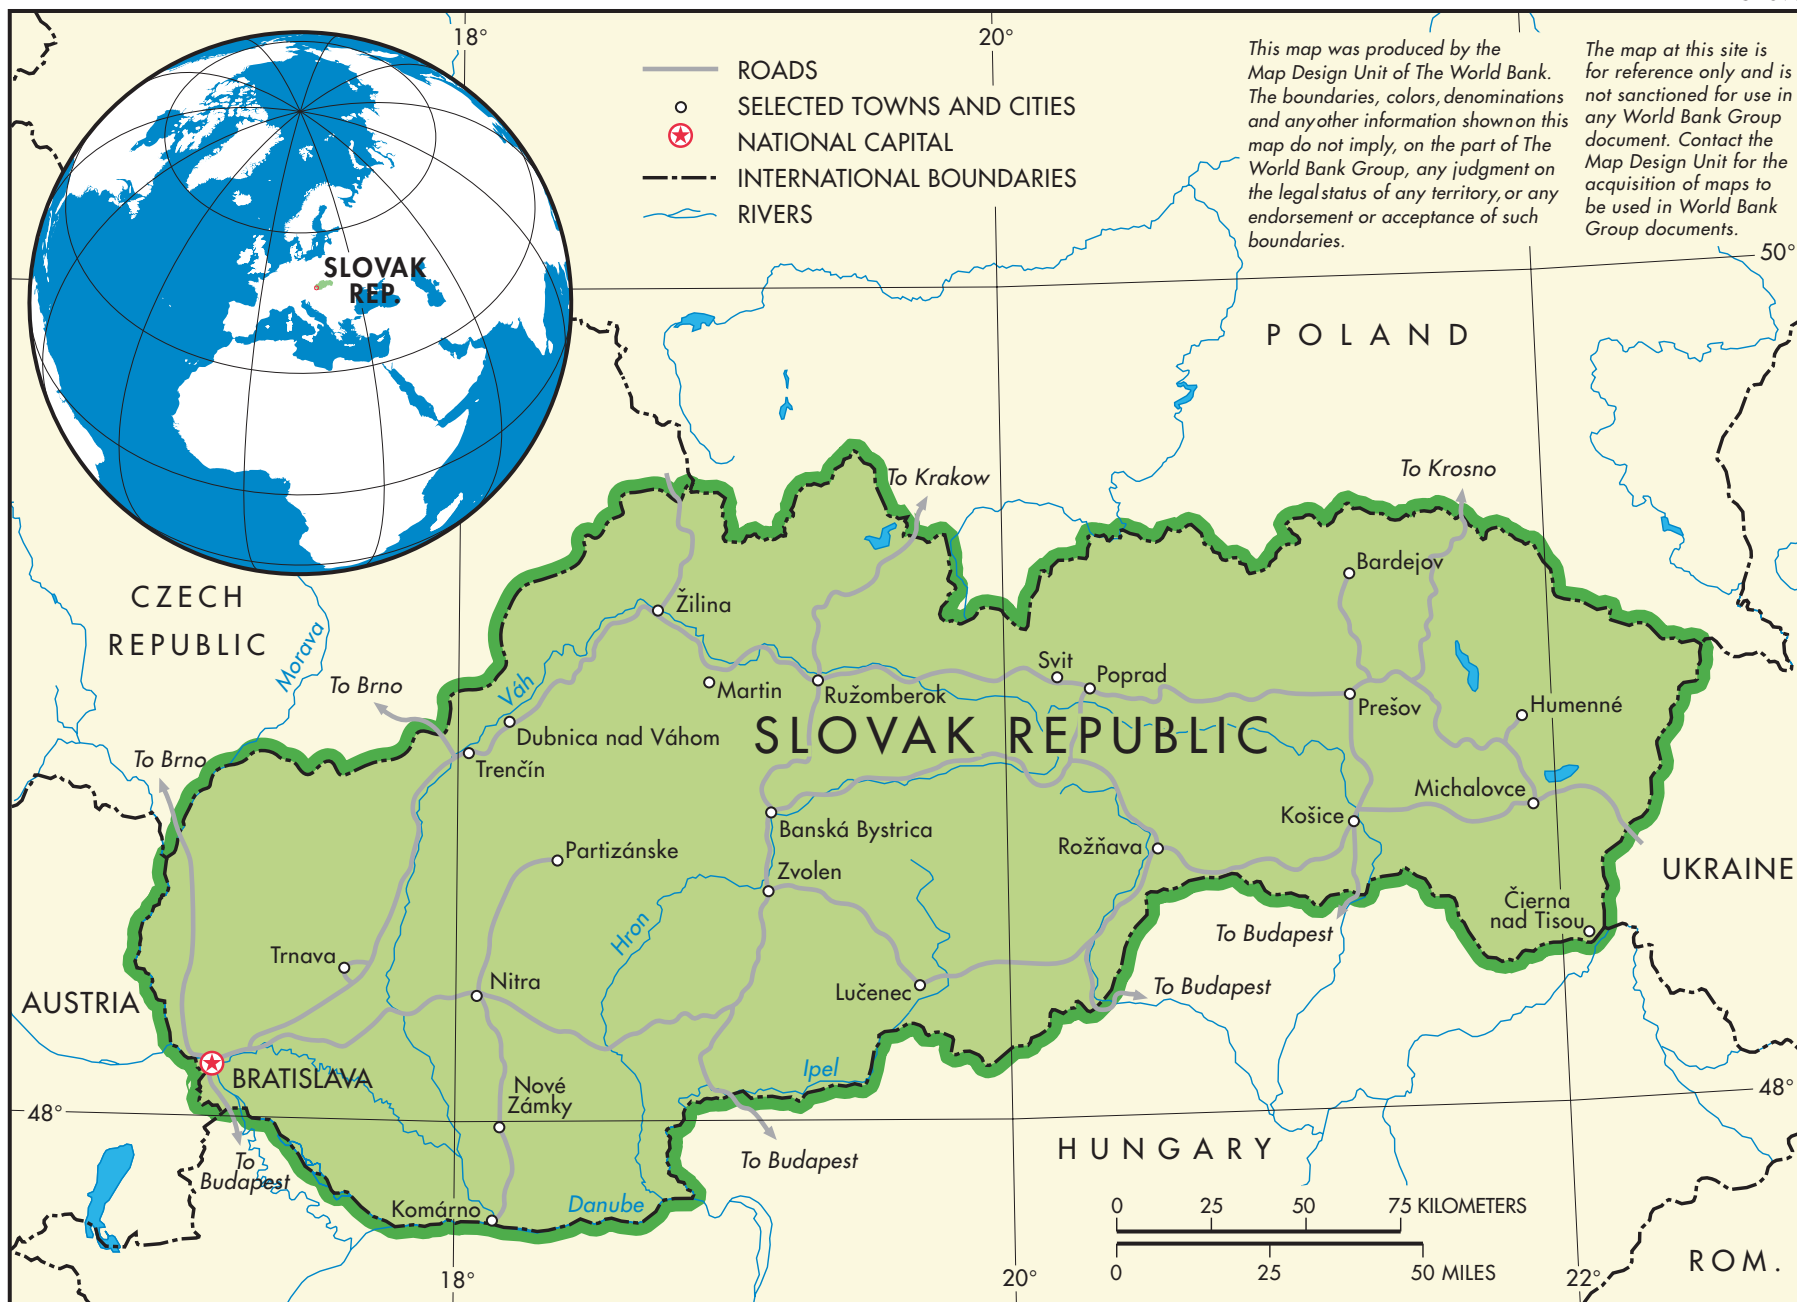 18°
20°
ROADS
SELECTED TOWNS AND CITIES
NATIONAL CAPITAL
INTERNATIONAL BOUNDARIES
RIVERS
This map was produced by the
Map Design Unit of The World Bank.
The boundaries, colors, denominations
and any other information shown on this
map do not imply, on the part of The
World Bank Group, any judgment on
the legal status of any territory, or any
endorsement or acceptance of such
boundaries.
The map at this site is
for reference only and is
not sanctioned for use in
any World Bank Group
document. Contact the
Map Design Unit for the
acquisition of maps to
be used in World Bank
Group documents.
SLOVAK
REP.
50°
POLAND
To Krakow
To Krosno
Bardejov
CZECH
REPUBLIC
Morava
Žilina
To Brno
Váh
Martin
Ružomberok
Svit
Poprad
Prešov
Humenné
Dubnica nad Váhom
SLOVAK REPUBLIC
To Brno
Trenčín
Michalovce
Košice
Banská Bystrica
Rožňava
Partizánske
Zvolen
UKRAINE
Čierna
nad Tisou
Hron
To Budapest
Trnava
Nitra
Lučenec
To Budapest
AUSTRIA
Ipel
BRATISLAVA
Nové
Zámky
48°
48°
To
Budapest
To Budapest
HUNGARY
Komárno
Danube
0 25 50 75 KILOMETERS
0 25 50 MILES
ROM.
18°
20°
22°